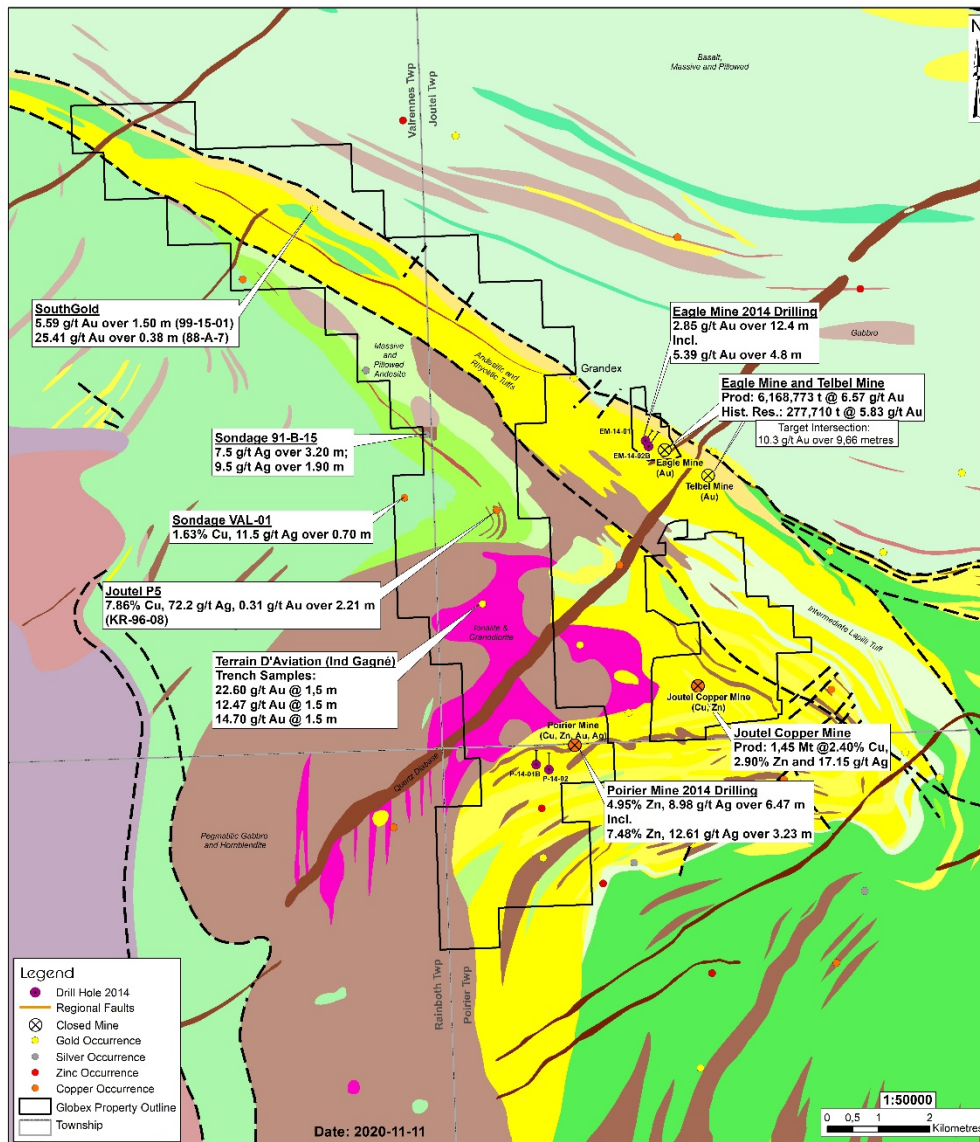 N
Basalt,
Massive and Pillowed
Valrennes Twp
Joutel Twp
SouthGold
5.59 g/t Au over 1.50 m (99-15-01)
25.41 g/t Au over 0.38 m (88-A-7)
Eagle Mine 2014 Drilling
2.85 g/t Au over 12.4 m
Incl.
5.39 g/t Au over 4.8 m
Gabbro
Massive
and
Pillowed
Andesite
Andesitic and
Rhyolitic Tuffs
Grandex
Eagle Mine and Telbel Mine
Prod: 6,168,773 t @ 6.57 g/t Au
Hist. Res.: 277,710 t @ 5.83 g/t Au
Target Intersection:
10.3 g/t Au over 9,66 metres
EM-14-01
EM-14-02B
Eagle Mine
(Au)
Telbel Mine
(Au)
Sondage 91-B-15
7.5 g/t Ag over 3.20 m;
9.5 g/t Ag over 1.90 m
Sondage VAL-01
1.63% Cu, 11.5 g/t Ag over 0.70 m
Joutel P5
7.86% Cu, 72.2 g/t Ag, 0.31 g/t Au over 2.21 m
(KR-96-08)
Tonalite &
Granodiorite
Intermediate Lapilli Tuff
Terrain D'Aviation (Ind Gagné)
Trench Samples:
22.60 g/t Au @ 1,5 m
12.47 g/t Au @ 1.5 m
14.70 g/t Au @ 1.5 m
Joutel Copper Mine
(Cu, Zn)
Poirier Mine
(Cu, Zn, Au, Ag)
Joutel Copper Mine
Prod: 1,45 Mt @2.40% Cu,
2.90% Zn and 17.15 g/t Ag
P-14-01B
P-14-02
Quartz Diabase
Poirier Mine 2014 Drilling
4.95% Zn, 8.98 g/t Ag over 6.47 m
Incl.
7.48% Zn, 12.61 g/t Ag over 3.23 m
Pegmatitic Gabbro
and Hornblendite
Rainboth Twp
Poirier Twp
Legend
Drill Hole 2014
Regional Faults
Closed Mine
Gold Occurrence
Silver Occurrence
Zinc Occurrence
Copper Occurrence
Globex Property Outline
Township
Date: 2020-11-11
1:50000
0 0,5 1 2
Kilometres